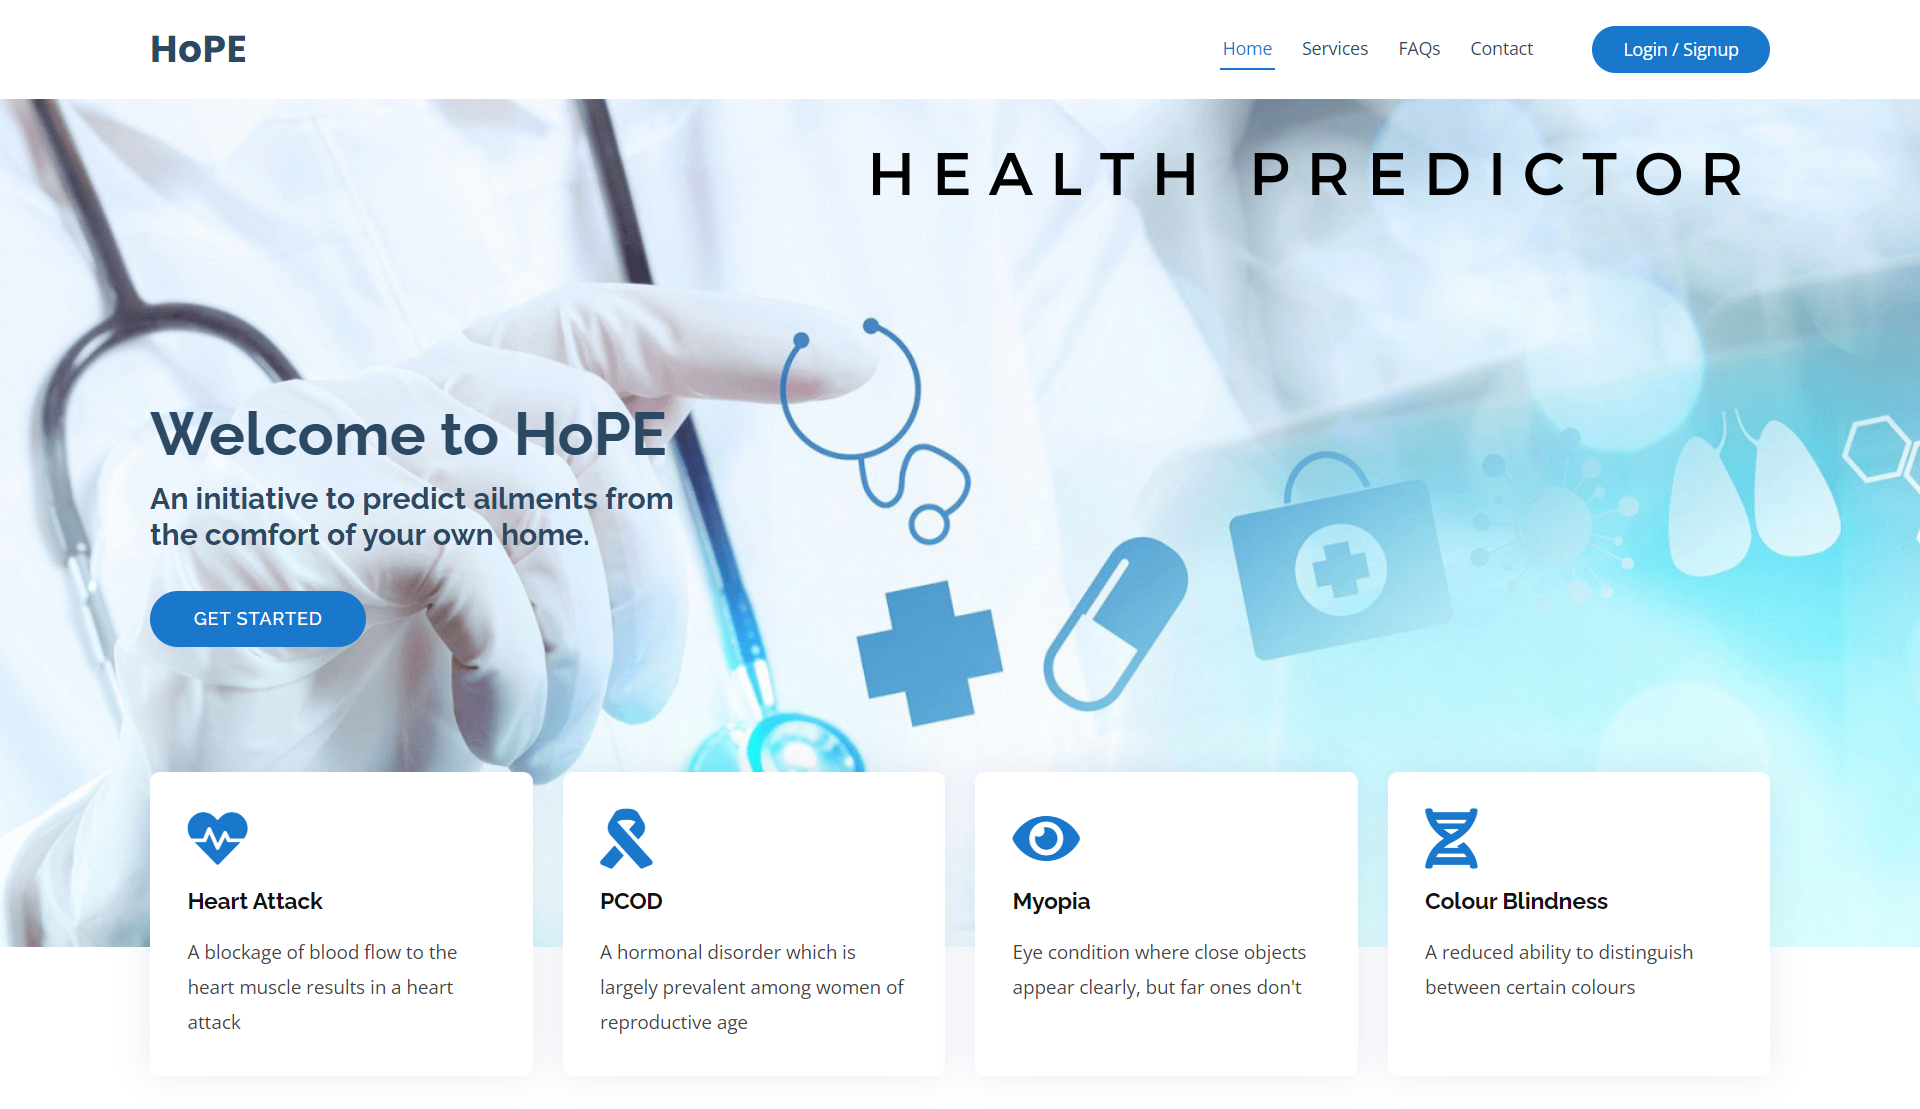 HoPE
Home Services FAQs Contact Login / Signup
HEALTH PREDICTOR
Welcome to HoPE
An initiative to predict ailments from
the comfort of your own home.
GET STARTED
Heart Attack
A blockage of blood flow to the
heart muscle results in a heart
attack
PCOD
A hormonal disorder which is
largely prevalent among women of
reproductive age
Myopia
Eye condition where close objects
appear clearly, but far ones don't
Colour Blindness
A reduced ability to distinguish
between certain colours